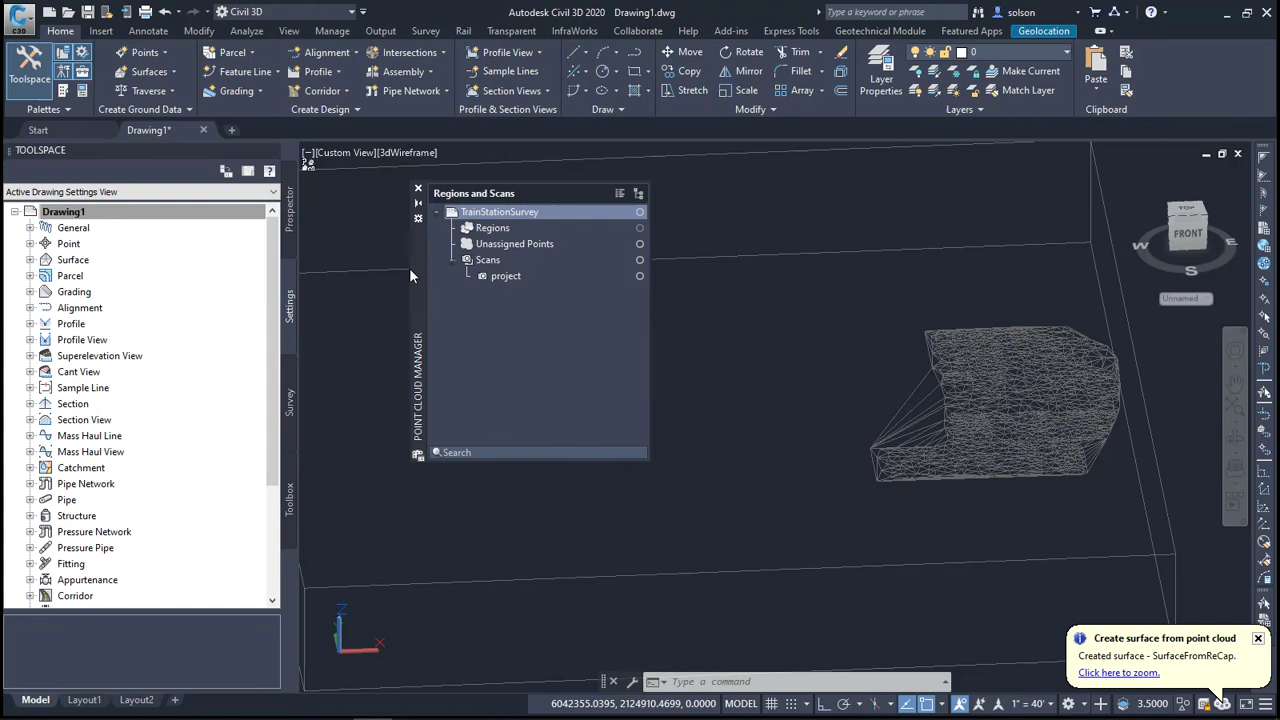 C3D
Civil 3D
Autodesk Civil 3D 2020 Drawing1.dwg
Type a keyword or phrase
solson
Home Insert Annotate Modify Analyze View Manage Output Survey Rail Transparent InfraWorks Collaborate Help Add-ins Express Tools Geotechnical Module Featured Apps Geolocation
Toolspace
Points
Surfaces
Traverse
Parcel
Feature Line
Grading
Alignment
Profile
Corridor
Intersections
Assembly
Pipe Network
Profile View
Sample Lines
Section Views
Move Rotate Trim
Copy Mirror Fillet
Stretch Scale Array
Layer
Properties
0
Make Current
Match Layer
Paste
Palettes Create Ground Data Create Design Profile & Section Views Draw Modify Layers Clipboard
Start Drawing1*
TOOLSPACE
Active Drawing Settings View
Drawing1
General
Point
Surface
Parcel
Grading
Alignment
Profile
Profile View
Superelevation View
Cant View
Sample Line
Section
Section View
Mass Haul Line
Mass Haul View
Catchment
Pipe Network
Pipe
Structure
Pressure Network
Pressure Pipe
Fitting
Appurtenance
Corridor
Prospector
Settings
Survey
Toolbox
[−][Custom View][3dWireframe]
Regions and Scans
TrainStationSurvey
Regions
Unassigned Points
Scans
project
POINT CLOUD MANAGER
Search
TOP
FRONT
W
E
S
Unnamed
Z
X
Create surface from point cloud
Created surface - SurfaceFromReCap.
Click here to zoom.
Type a command
Model Layout1 Layout2
6042355.0395, 2124910.4699, 0.0000 MODEL
1" = 40'
3.5000